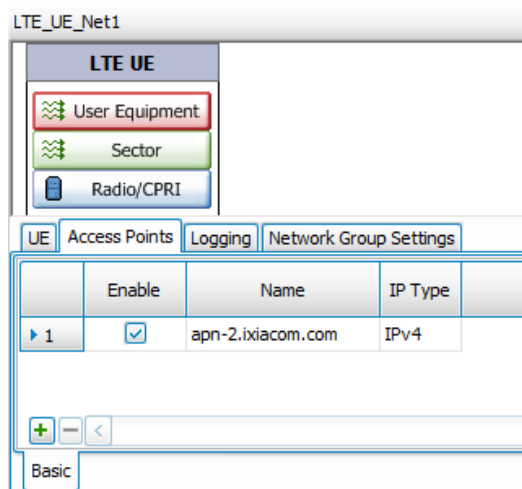 LTE_UE_Net1
LTE UE
User Equipment
Sector
Radio/CPRI
UE Access Points Logging Network Group Settings
Enable Name IP Type
1 apn-2.ixiacom.com IPv4
Basic